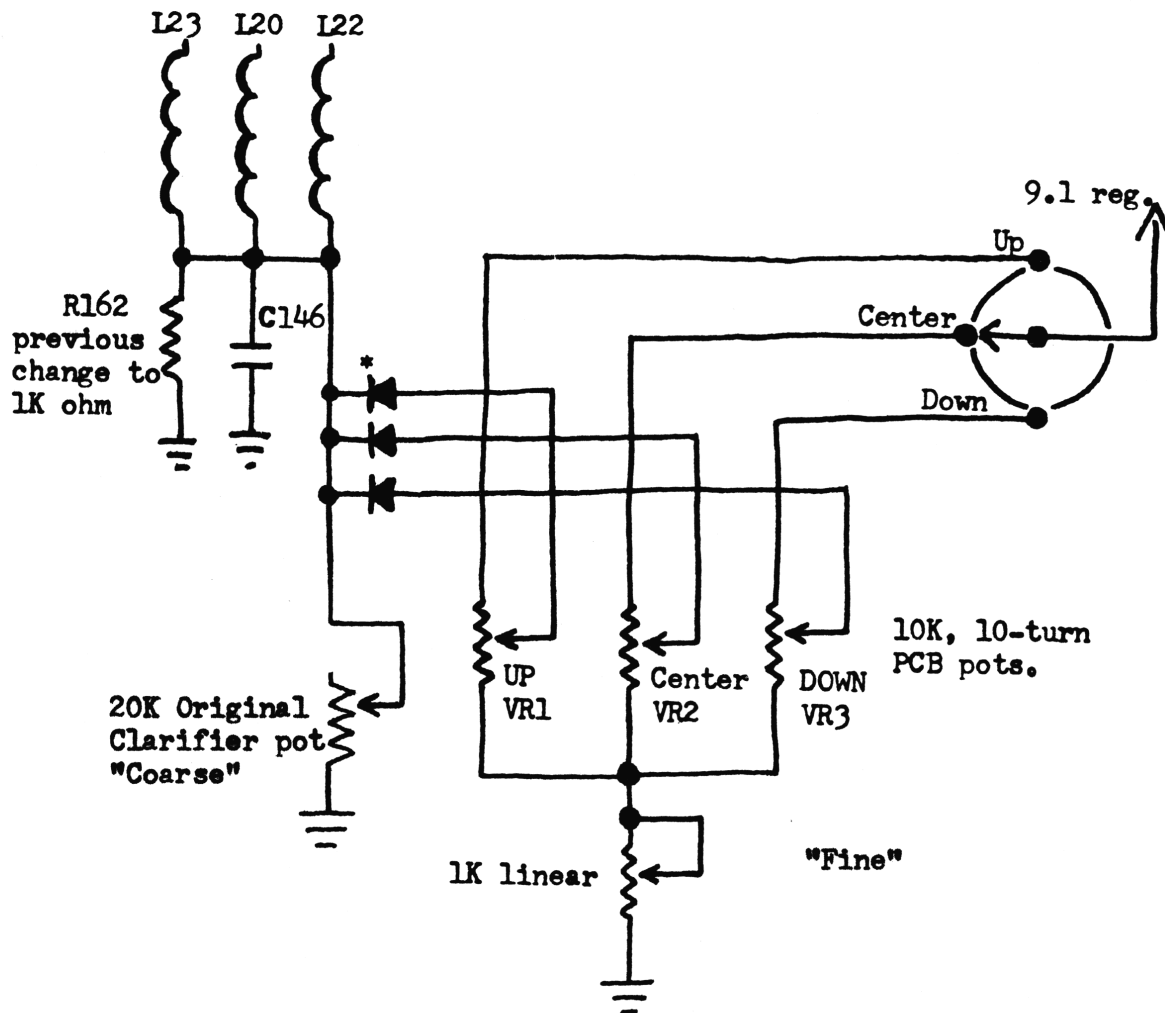 L23 L20 L22
9.1 reg.
Up
Center
Down
R162
previous
change to
1K ohm
C146
*
10K, 10-turn
PCB pots.
UP
VR1
Center
VR2
DOWN
VR3
20K Original
Clarifier pot
"Coarse"
1K linear
"Fine"